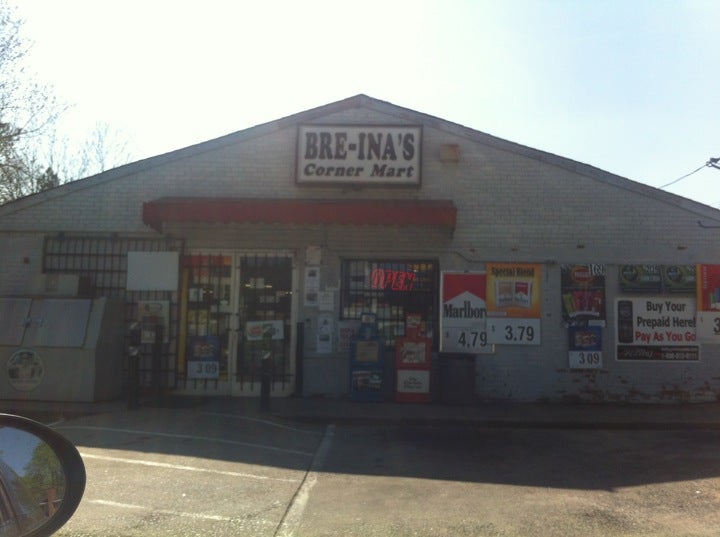 BRE-INA'S
Corner Mart
OPEN
Marlboro
$ 4.79
Special Blend
$ 3.79
Buy Your
Prepaid Here!
Pay As You Go
3 09
3 09
3